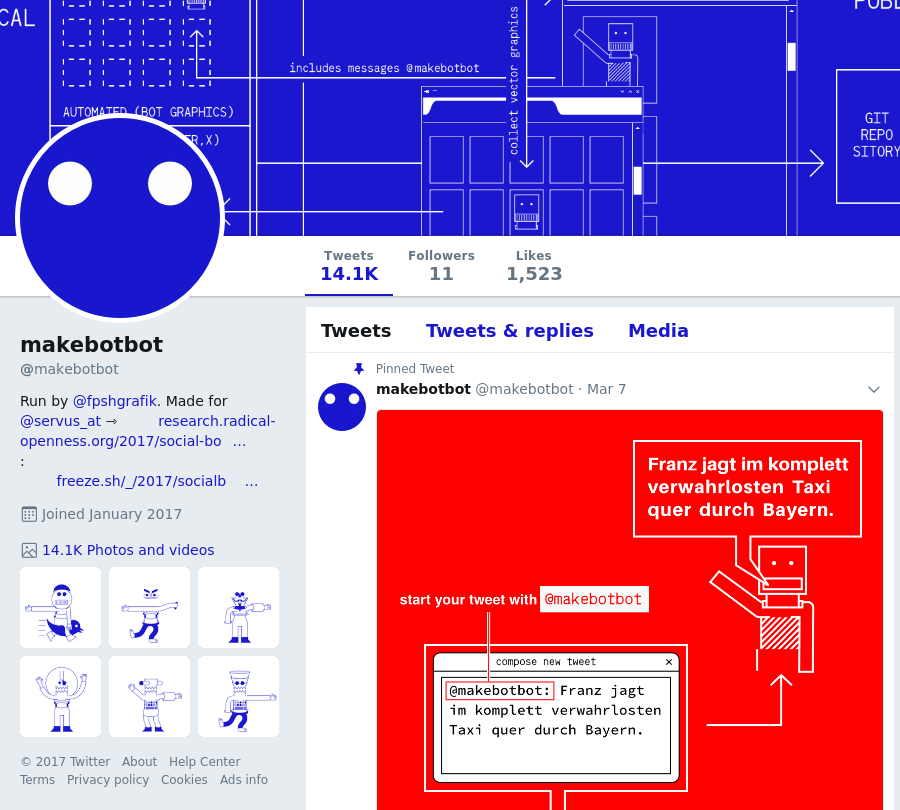 CAL
PUBL
includes messages @makebotbot
collect vector graphics
AUTOMATED (BOT GRAPHICS)
ER,X)
GIT
REPO
SITORY
Tweets
Followers
Likes
14.1K
11
1,523
makebotbot
@makebotbot
Run by @fpshgrafik. Made for
@servus_at → research.radical-
openness.org/2017/social-bo …
:
freeze.sh/_/2017/socialb …
Joined January 2017
14.1K Photos and videos
© 2017 Twitter About Help Center
Terms Privacy policy Cookies Ads info
Tweets Tweets & replies Media
Pinned Tweet
makebotbot @makebotbot · Mar 7
Franz jagt im komplett
verwahrlosten Taxi
quer durch Bayern.
start your tweet with @makebotbot
compose new tweet ×
@makebotbot: Franz jagt
im komplett verwahrlosten
Taxi quer durch Bayern.